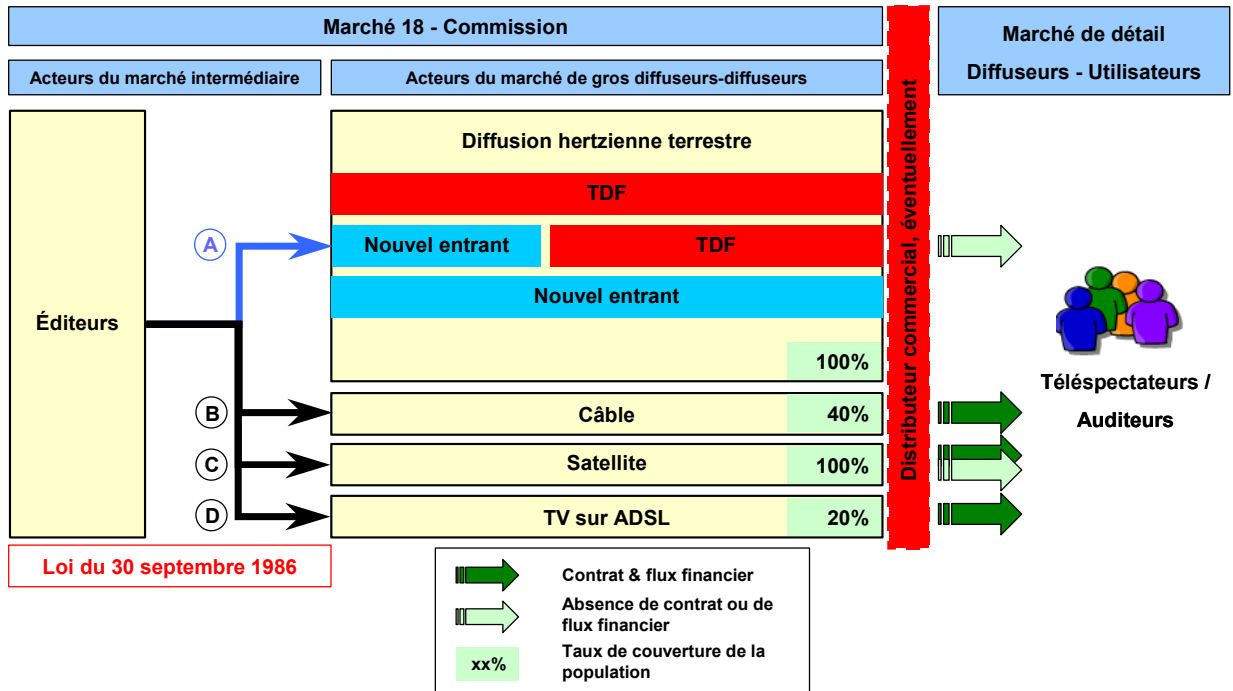 Marché 18 - Commission
Marché de détail
Diffuseurs - Utilisateurs
Acteurs du marché intermédiaire
Acteurs du marché de gros diffuseurs-diffuseurs
Distributeur commercial, éventuellement
Diffusion hertzienne terrestre
TDF
A
Nouvel entrant
TDF
Nouvel entrant
Éditeurs
100%
Téléspectateurs /
Auditeurs
B
Câble
40%
C
Satellite
100%
D
TV sur ADSL
20%
Loi du 30 septembre 1986
Contrat & flux financier
Absence de contrat ou de
flux financier
xx%
Taux de couverture de la
population